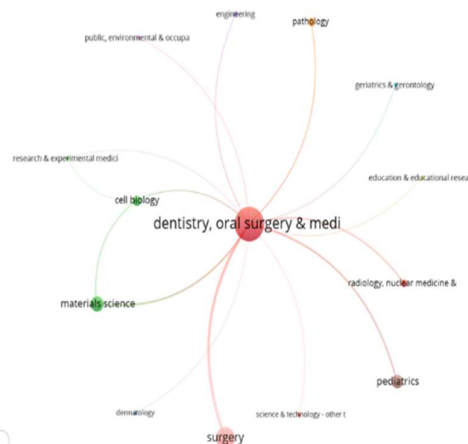 engineering
pathology
public, environmental & occupa
geriatrics & gerontology
research & experimental medici
education & educational resea
cell biology
dentistry, oral surgery & medi
radiology, nuclear medicine &
materials science
pediatrics
dermatology
science & technology - other t
surgery